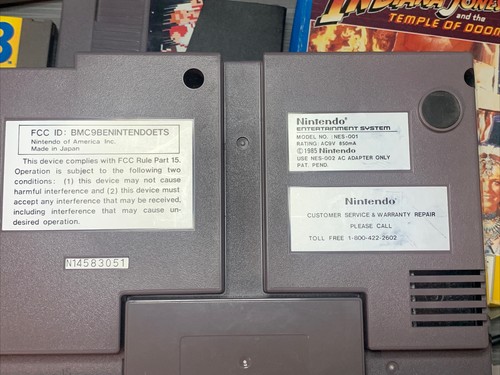 INDIANA JONES
and the
TEMPLE OF DOOM
FCC ID: BMC9BENINTENDOETS
Nintendo of America Inc.
Made in Japan
This device complies with FCC Rule Part 15.
Operation is subject to the following two
conditions: (1) this device may not cause
harmful interference and (2) this device must
accept any interference that may be received,
including interference that may cause un-
desired operation.
N14583051
Nintendo®
ENTERTAINMENT SYSTEM
MODEL NO.: NES-001
RATING: AC9V 850mA
© 1985 Nintendo
USE NES-002 AC ADAPTER ONLY
PAT. PEND.
Nintendo®
CUSTOMER SERVICE & WARRANTY REPAIR
PLEASE CALL
TOLL FREE 1-800-422-2602